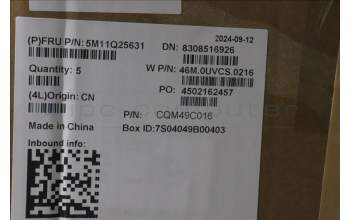 2024-09-12
(P)FRU P/N: 5M11Q25631 DN: 8308516926
Quantity: 5 W P/N: 46M.0UVCS.0216
(4L)Origin: CN PO: 4502162457
P/N: CQM49C016
Made in China Box ID:7S04049B00403
Inbound info: